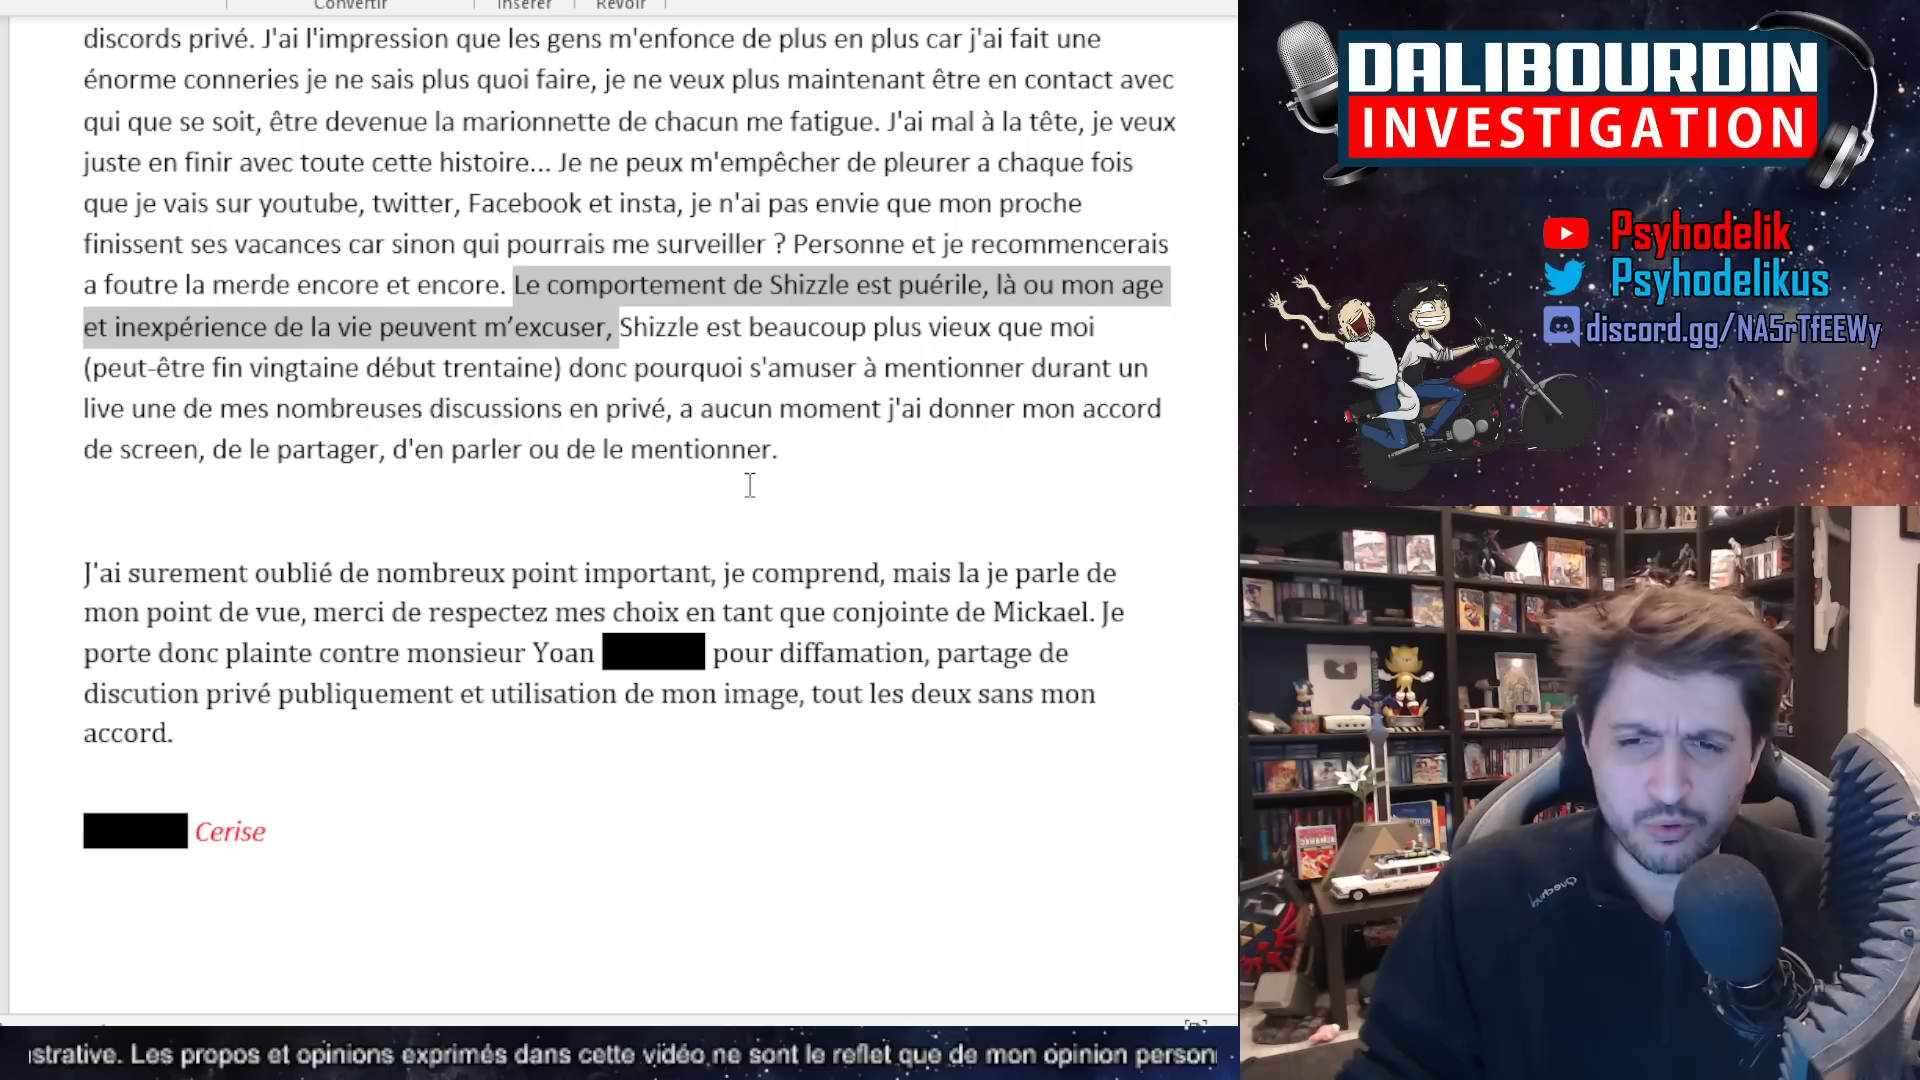 Convertir
Insérer
Revoir
discords privé. J'ai l'impression que les gens m'enfonce de plus en plus car j'ai fait une
énorme conneries je ne sais plus quoi faire, je ne veux plus maintenant être en contact avec
qui que se soit, être devenue la marionnette de chacun me fatigue. J'ai mal à la tête, je veux
juste en finir avec toute cette histoire... Je ne peux m'empêcher de pleurer a chaque fois
que je vais sur youtube, twitter, Facebook et insta, je n'ai pas envie que mon proche
finissent ses vacances car sinon qui pourrais me surveiller ? Personne et je recommencerais
a foutre la merde encore et encore. Le comportement de Shizzle est puérile, là ou mon age
et inexpérience de la vie peuvent m’excuser, Shizzle est beaucoup plus vieux que moi
(peut-être fin vingtaine début trentaine) donc pourquoi s'amuser à mentionner durant un
live une de mes nombreuses discussions en privé, a aucun moment j'ai donner mon accord
de screen, de le partager, d'en parler ou de le mentionner.
J'ai surement oublié de nombreux point important, je comprend, mais la je parle de
mon point de vue, merci de respectez mes choix en tant que conjointe de Mickael. Je
porte donc plainte contre monsieur Yoan pour diffamation, partage de
discution privé publiquement et utilisation de mon image, tout les deux sans mon
accord.
Cerise
strative. Les propos et opinions exprimés dans cette vidéo ne sont le reflet que de mon opinion person
DALIBOURDIN
INVESTIGATION
Psyhodelik
Psyhodelikus
discord.gg/NA5rTfEEWy
Quechua